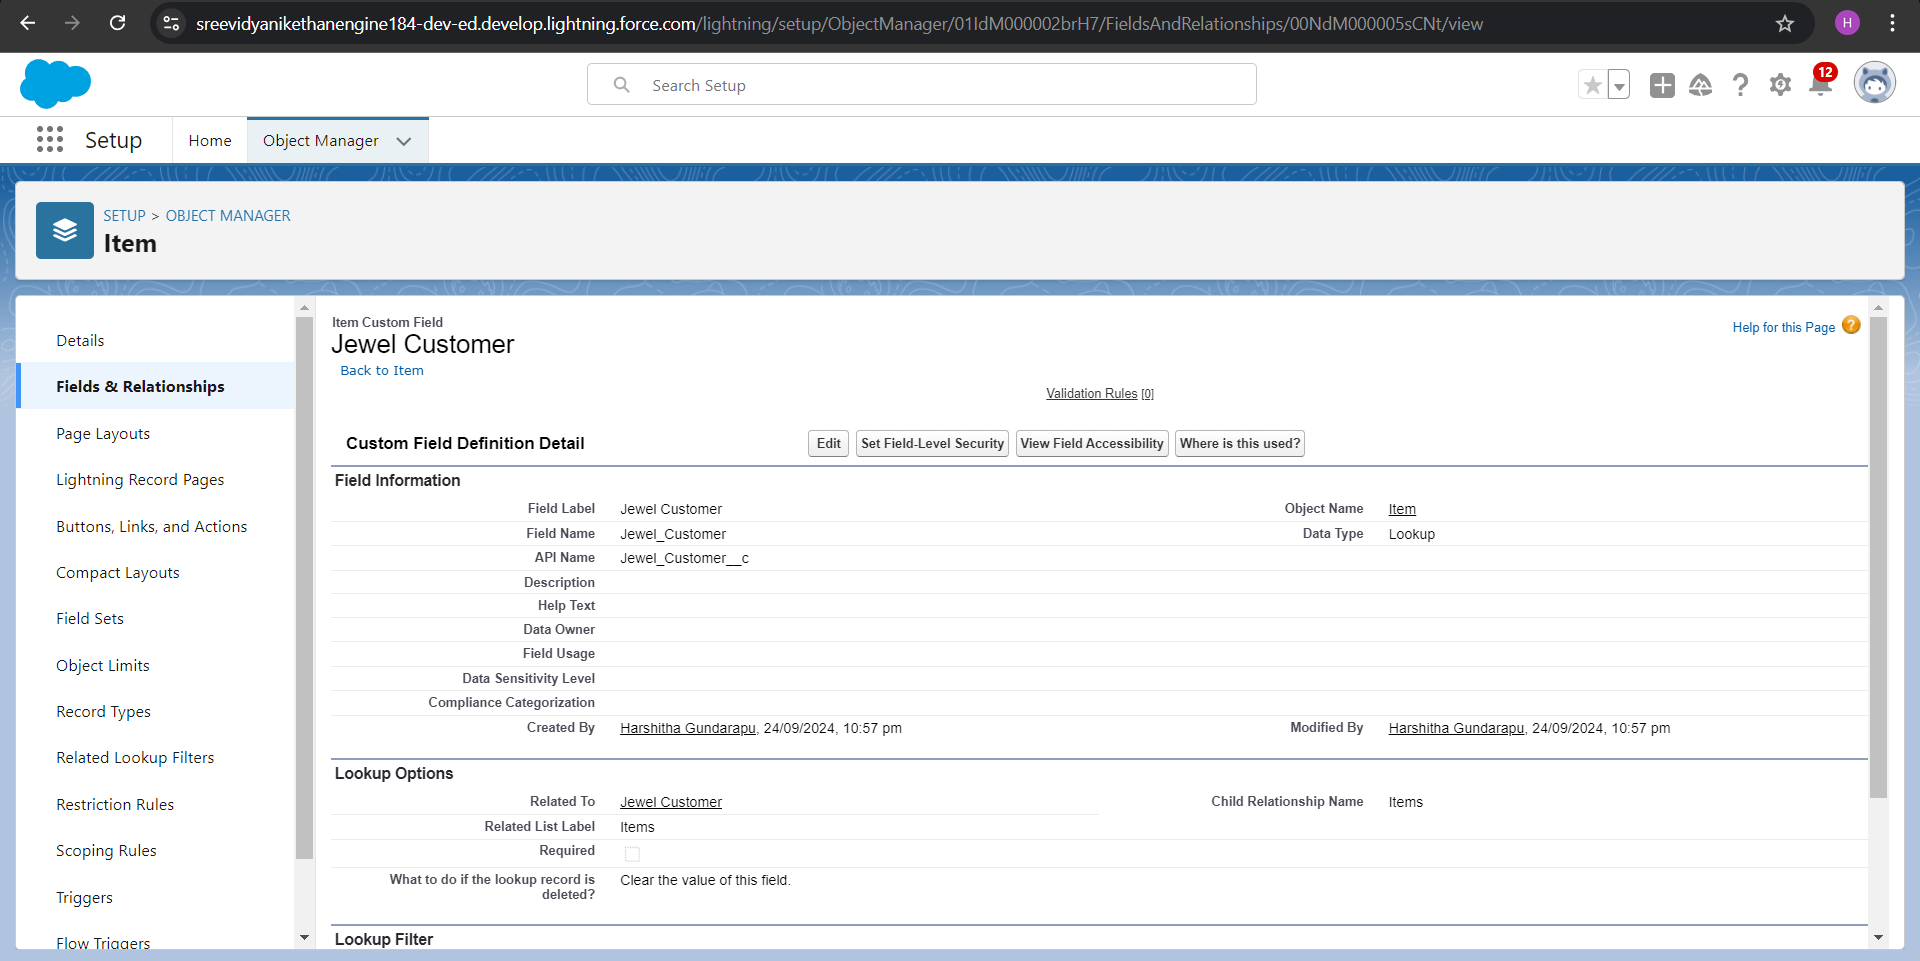 sreevidyanikethanengine184-dev-ed.develop.lightning.force.com/lightning/setup/ObjectManager/01IdM000002brH7/FieldsAndRelationships/00NdM000005sCNt/view
H
Search Setup
12
Setup
Home
Object Manager
SETUP > OBJECT MANAGER
Item
Details
Fields & Relationships
Page Layouts
Lightning Record Pages
Buttons, Links, and Actions
Compact Layouts
Field Sets
Object Limits
Record Types
Related Lookup Filters
Restriction Rules
Scoping Rules
Triggers
Flow Triggers
Item Custom Field
Jewel Customer
Back to Item
Help for this Page ?
Validation Rules [0]
Custom Field Definition Detail
Edit
Set Field-Level Security
View Field Accessibility
Where is this used?
Field Information
Field Label Jewel Customer Object Name Item
Field Name Jewel_Customer Data Type Lookup
API Name Jewel_Customer__c
Description
Help Text
Data Owner
Field Usage
Data Sensitivity Level
Compliance Categorization
Created By Harshitha Gundarapu, 24/09/2024, 10:57 pm Modified By Harshitha Gundarapu, 24/09/2024, 10:57 pm
Lookup Options
Related To Jewel Customer Child Relationship Name Items
Related List Label Items
Required
What to do if the lookup record is Clear the value of this field.
deleted?
Lookup Filter